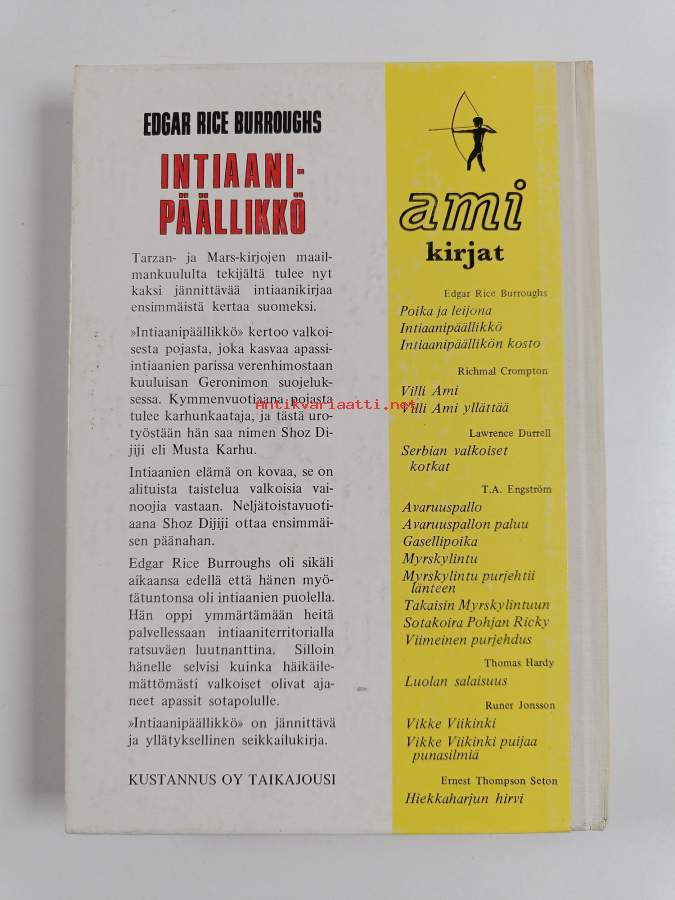 EDGAR RICE BURROUGHS
INTIAANI-
PÄÄLLIKKÖ
Tarzan- ja Mars-kirjojen maail-
mankuululta tekijältä tulee nyt
kaksi jännittävää intiaanikirjaa
ensimmäistä kertaa suomeksi.
»Intiaanipäällikkö» kertoo valkoi-
sesta pojasta, joka kasvaa apassi-
intiaanien parissa verenhimostaan
kuuluisan Geronimon suojeluk-
sessa. Kymmenvuotiaana pojasta
tulee karhunkaataja, ja tästä uro-
työstään hän saa nimen Shoz Di-
jiji eli Musta Karhu.
Intiaanien elämä on kovaa, se on
alituista taistelua valkoisia vai-
noojia vastaan. Neljätoistavuoti-
aana Shoz Dijiji ottaa ensimmäi-
sen päänahan.
Edgar Rice Burroughs oli sikäli
aikaansa edellä että hänen myö-
tätuntonsa oli intiaanien puolella.
Hän oppi ymmärtämään heitä
palvellessaan intiaaniterritorialla
ratsuväen luutnanttina. Silloin
hänelle selvisi kuinka häikäile-
mättömästi valkoiset olivat aja-
neet apassit sotapolulle.
»Intiaanipäällikkö» on jännittävä
ja yllätyksellinen seikkailukirja.
KUSTANNUS OY TAIKAJOUSI
ami
kirjat
Edgar Rice Burroughs
Poika ja leijona
Intiaanipäällikkö
Intiaanipäällikön kosto
Richmal Crompton
Villi Ami
Villi Ami yllättää
Lawrence Durrell
Serbian valkoiset
kotkat
T.A. Engström
Avaruuspallo
Avaruuspallon paluu
Gasellipoika
Myrskylintu
Myrskylintu purjehtii
länteen
Takaisin Myrskylintuun
Sotakoira Pohjan Ricky
Viimeinen purjehdus
Thomas Hardy
Luolan salaisuus
Runer Jonsson
Vikke Viikinki
Vikke Viikinki puijaa
punasilmiä
Ernest Thompson Seton
Hiekkaharjun hirvi
Antikvariaatti.net